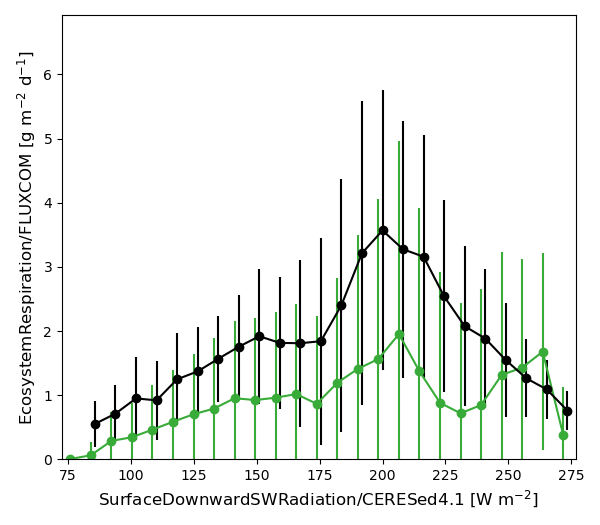 EcosystemRespiration/FLUXCOM [g m⁻² d⁻¹]
6
5
4
3
2
1
0
75 100 125 150 175 200 225 250 275
SurfaceDownwardSWRadiation/CERESed4.1 [W m⁻²]